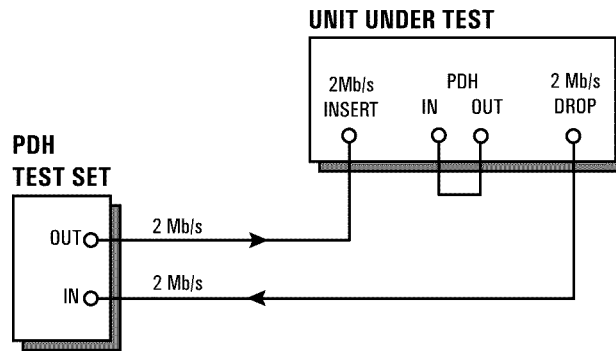 UNIT UNDER TEST
2Mb/s PDH 2 Mb/s
INSERT IN OUT DROP
PDH
TEST SET
OUT 2 Mb/s
IN 2 Mb/s